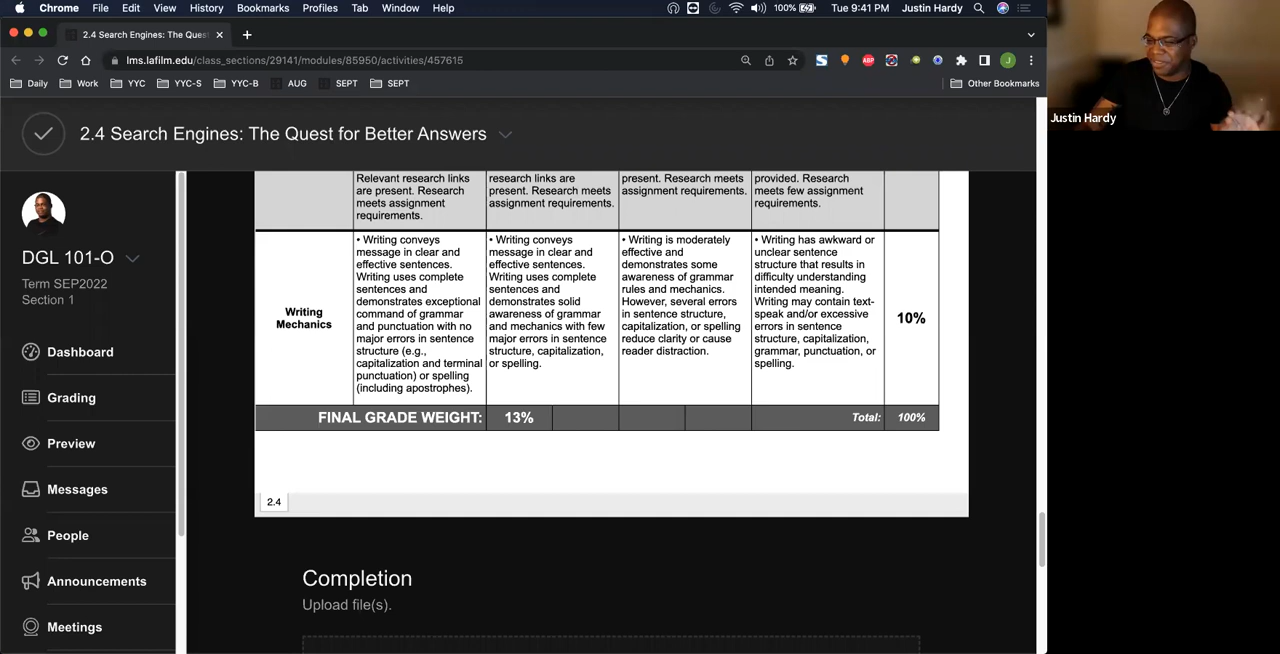 Chrome File Edit View History Bookmarks Profiles Tab Window Help
100% Tue 9:41 PM Justin Hardy
2.4 Search Engines: The Quest
lms.lafilm.edu/class_sections/29141/modules/85950/activities/457615
ABP
J
Daily Work YYC YYC-S YYC-B AUG SEPT SEPT Other Bookmarks
Justin Hardy
2.4 Search Engines: The Quest for Better Answers
DGL 101-O
Term SEP2022
Section 1
Dashboard
Grading
Preview
Messages
People
Announcements
Meetings
Relevant research links
are present. Research
meets assignment
requirements.
research links are
present. Research meets
assignment requirements.
present. Research meets
assignment requirements.
provided. Research
meets few assignment
requirements.
Writing
Mechanics
• Writing conveys
message in clear and
effective sentences.
Writing uses complete
sentences and
demonstrates exceptional
command of grammar
and punctuation with no
major errors in sentence
structure (e.g.,
capitalization and terminal
punctuation) or spelling
(including apostrophes).
• Writing conveys
message in clear and
effective sentences.
Writing uses complete
sentences and
demonstrates solid
awareness of grammar
and mechanics with few
major errors in sentence
structure, capitalization,
or spelling.
• Writing is moderately
effective and
demonstrates some
awareness of grammar
rules and mechanics.
However, several errors
in sentence structure,
capitalization, or spelling
reduce clarity or cause
reader distraction.
• Writing has awkward or
unclear sentence
structure that results in
difficulty understanding
intended meaning.
Writing may contain text-
speak and/or excessive
errors in sentence
structure, capitalization,
grammar, punctuation, or
spelling.
10%
FINAL GRADE WEIGHT: 13% Total: 100%
2.4
Completion
Upload file(s).